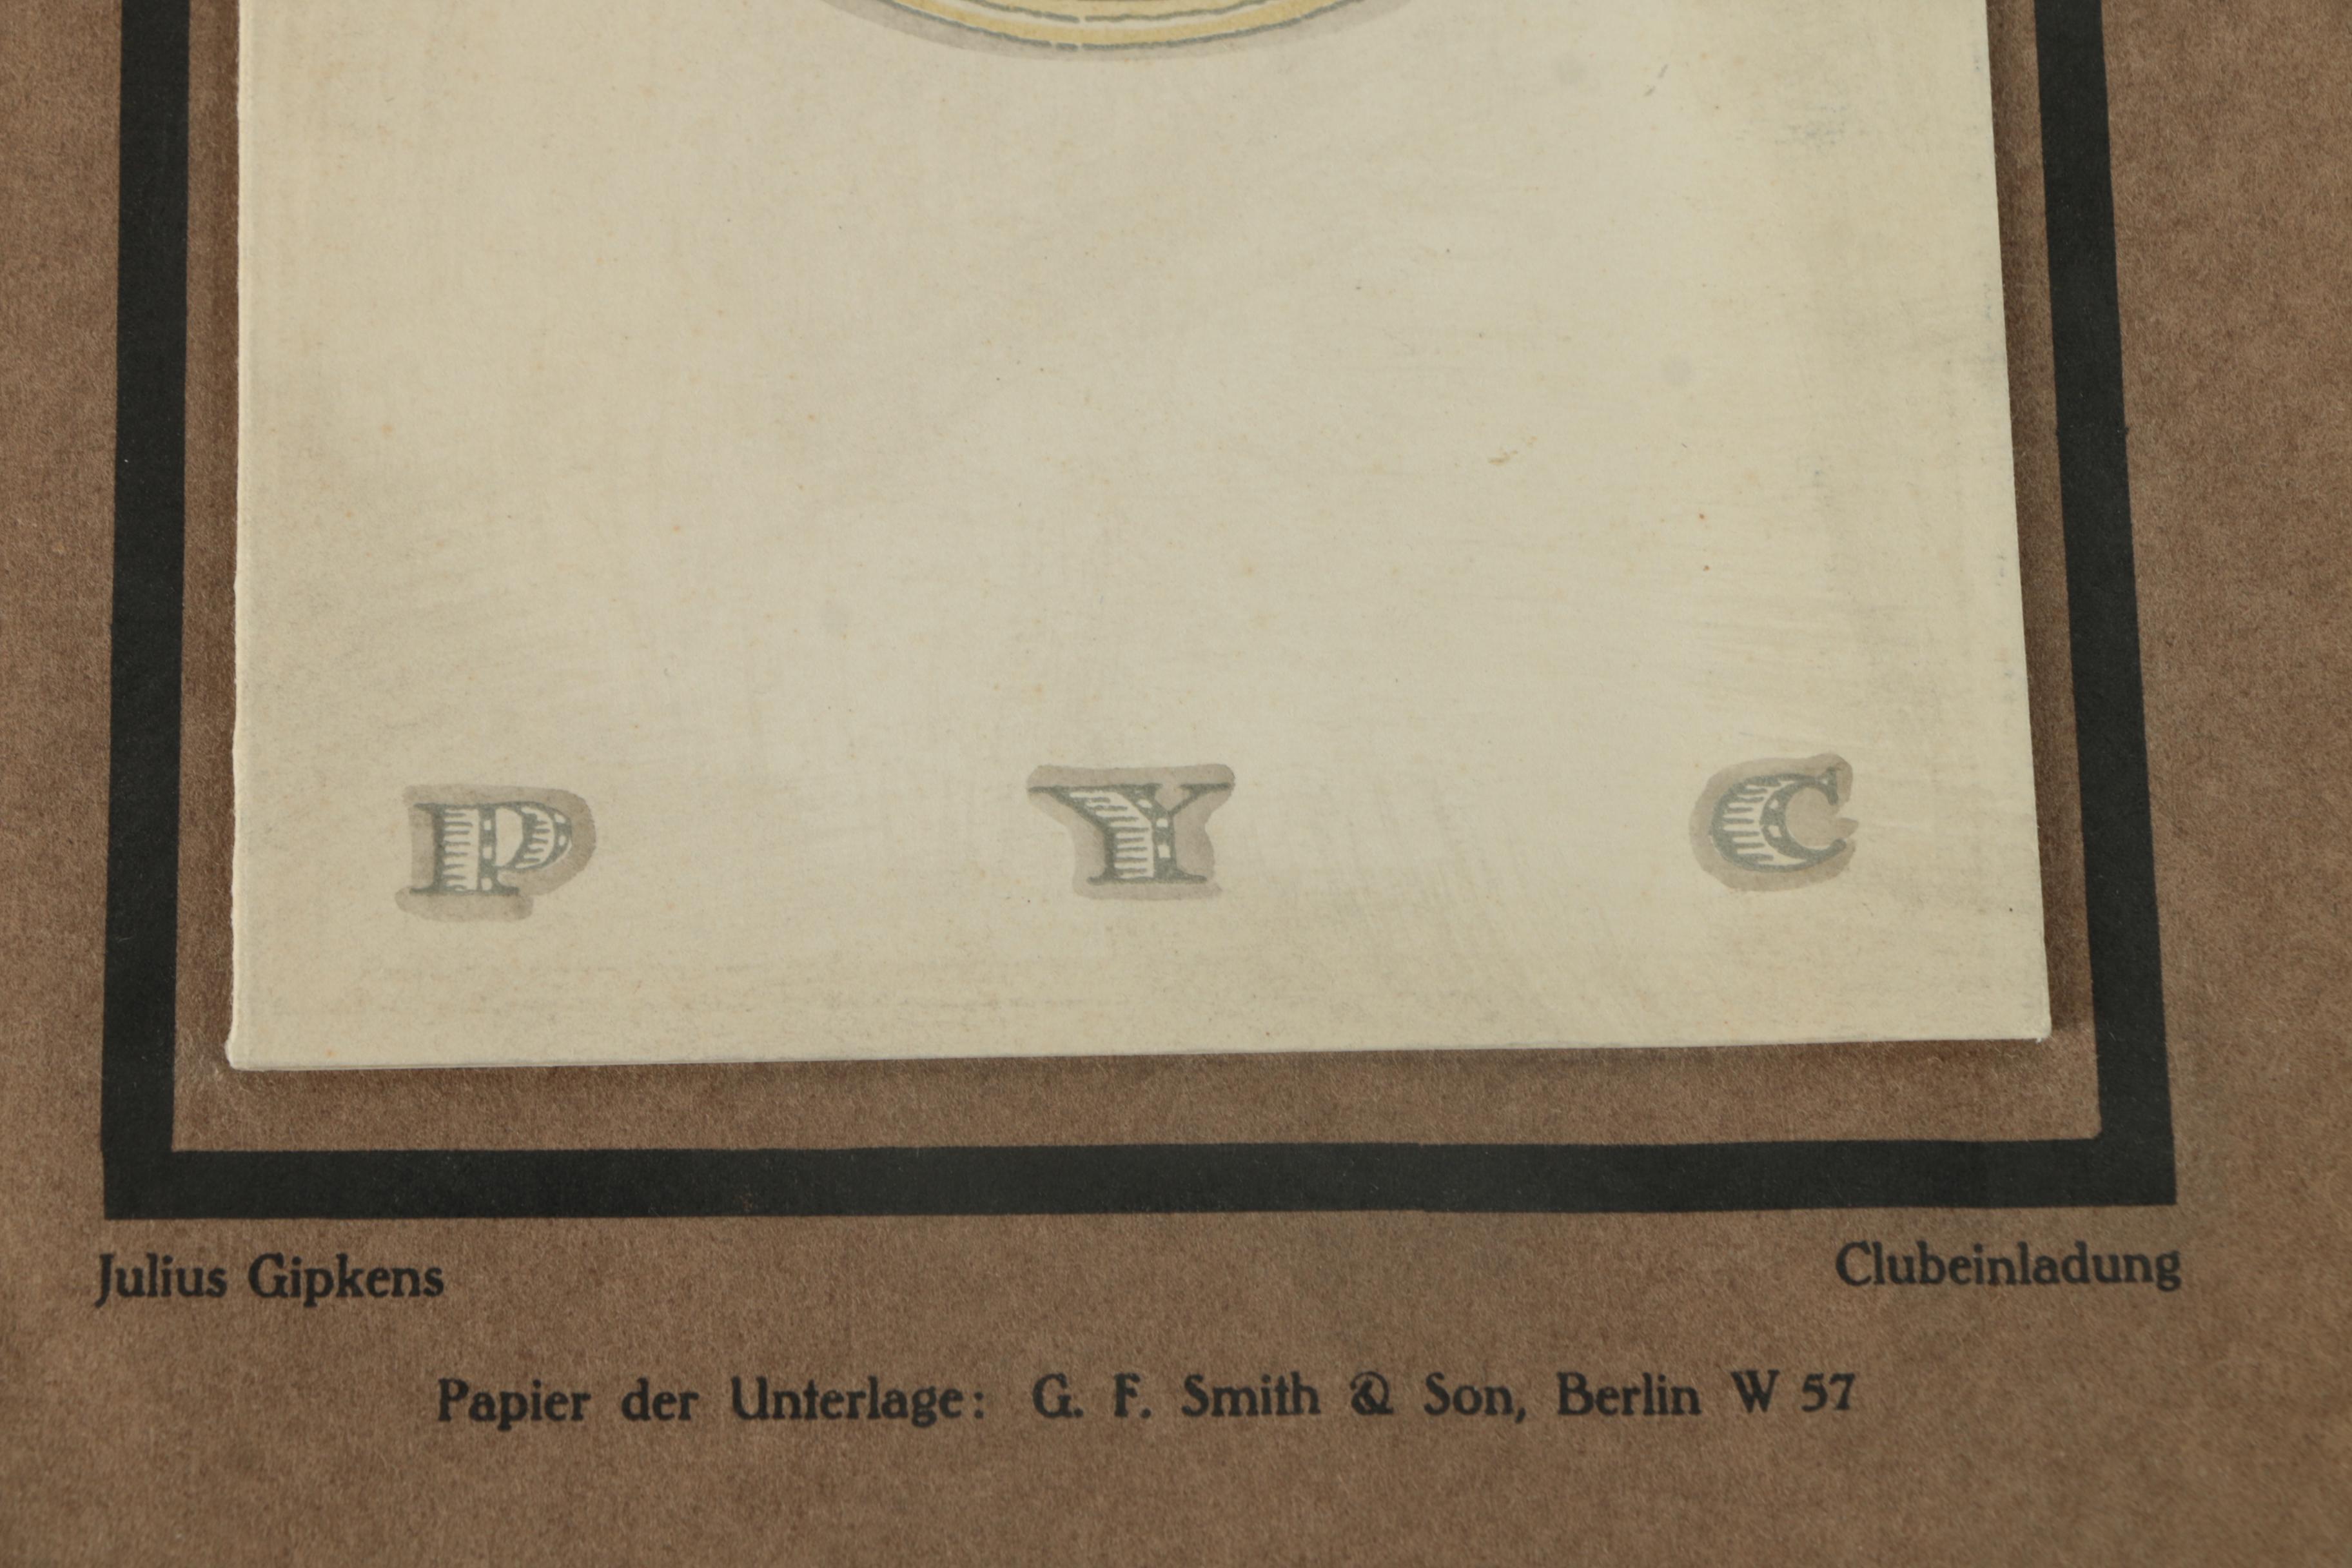 P Y C
Julius Gipkens Clubeinladung
Papier der Unterlage: G. F. Smith & Son, Berlin W 57